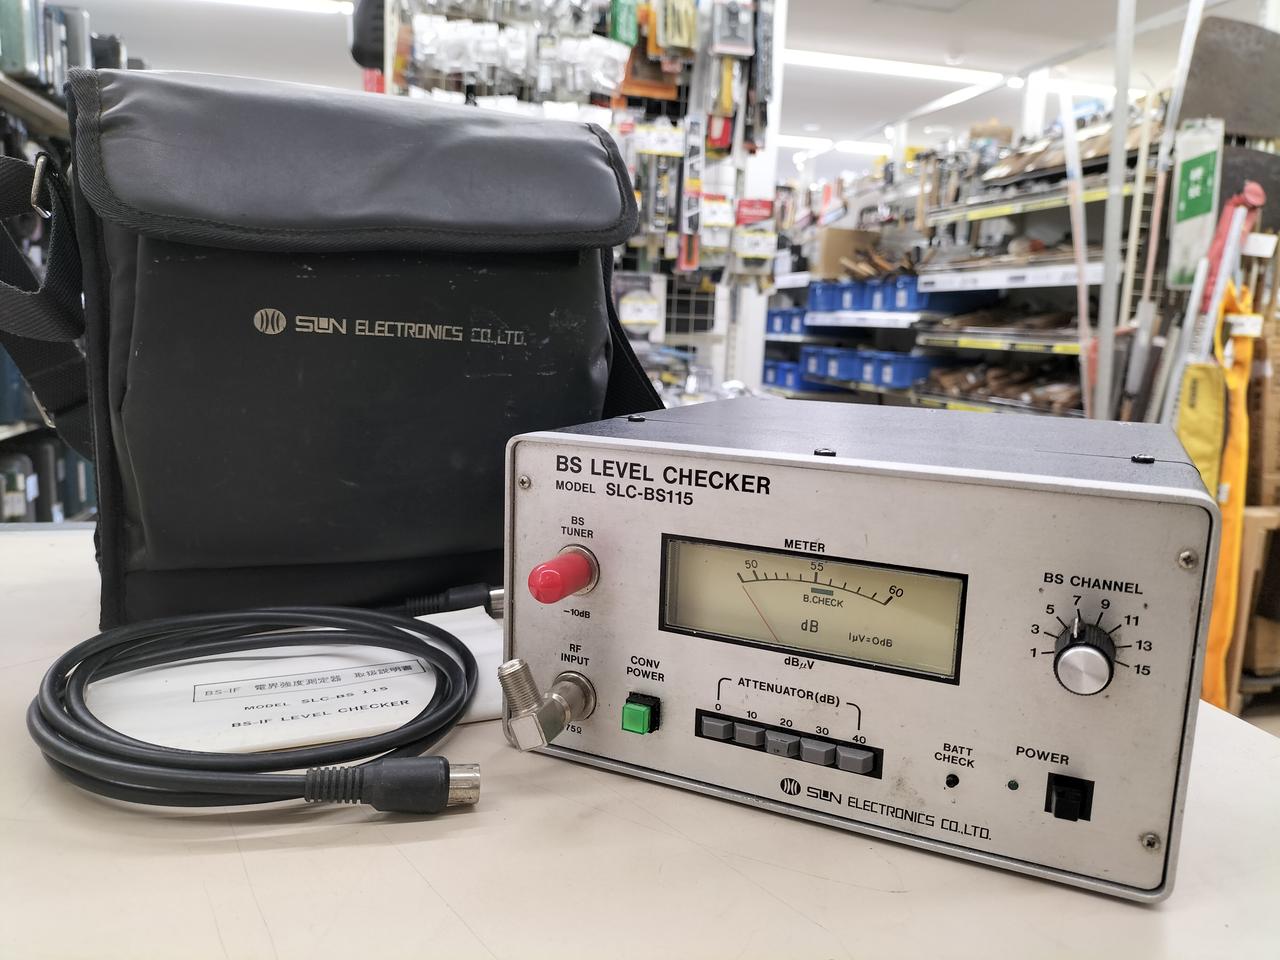 SUN ELECTRONICS CO.,LTD.
BS LEVEL CHECKER
MODEL SLC-BS115
BS
TUNER
-10dB
METER
50 55 60
B.CHECK
dB
1μV=0dB
dBμV
BS CHANNEL
1 3 5 7 9 11 13 15
RF
INPUT
75Ω
CONV
POWER
ATTENUATOR(dB)
0 10 20 30 40
BATT
CHECK
POWER
SUN ELECTRONICS CO.,LTD.
BS-IF 電界強度測定器 取扱説明書
MODEL SLC-BS 115
BS-IF LEVEL CHECKER